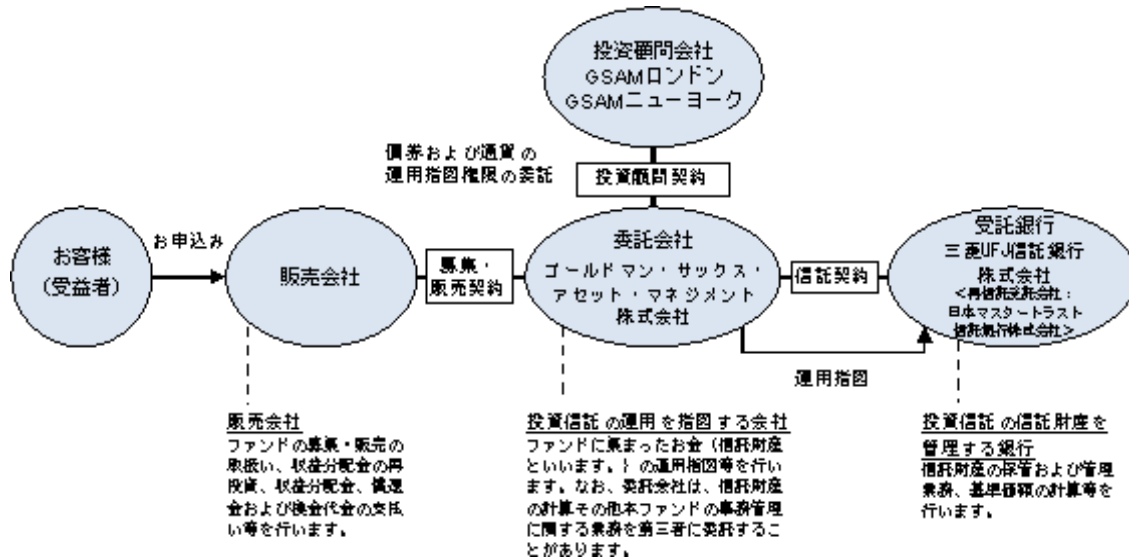 投資顧問会社
GSAMロンドン
GSAMニューヨーク
債券および通貨の
運用指図権限の委託
投資顧問契約
お客様
(受益者)
お申込み
販売会社
募集・
販売契約
委託会社
ゴールドマン・サックス・
アセット・マネジメント
株式会社
信託契約
受託銀行
三菱UFJ信託銀行
株式会社
<再信託受託会社:
日本マスタートラスト
信託銀行株式会社>
運用指図
販売会社
ファンドの募集・販売の
取扱い、収益分配金の再
投資、収益分配金、償還
金および換金代金の支払
い等を行います。
投資信託の運用を指図する会社
ファンドに集まったお金(信託財産
といいます。)の運用指図等を行い
ます。なお、委託会社は、信託財産
の計算その他本ファンドの事務管理
に関する業務を第三者に委託するこ
とがあります。
投資信託の信託財産を
管理する銀行
信託財産の保管および管理
業務、基準価額の計算等を
行います。